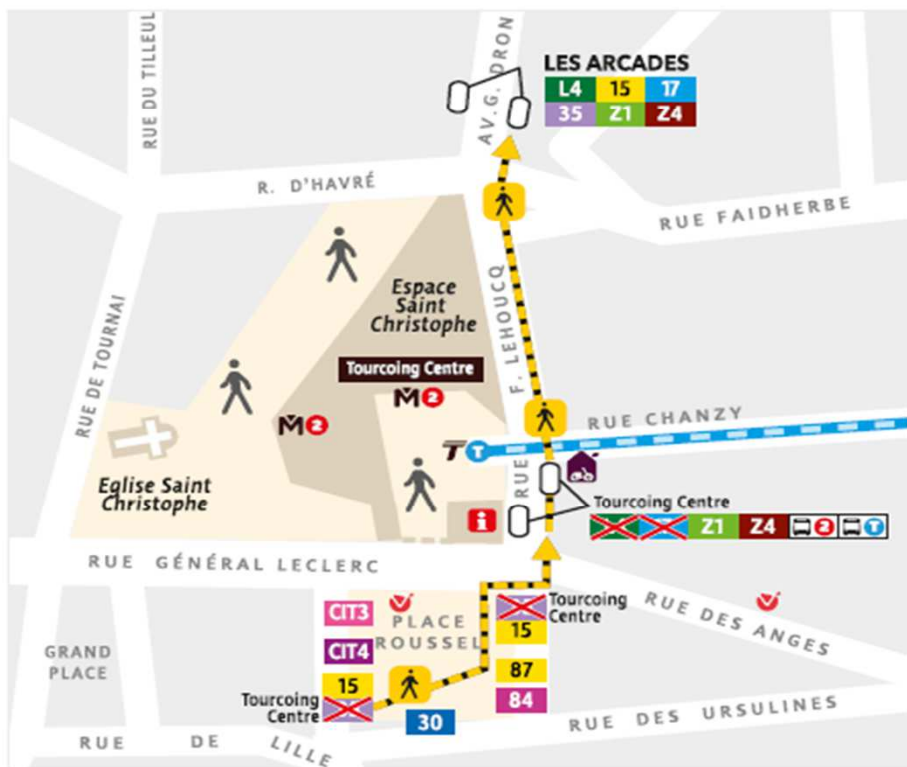 RUE DU TILLEUL
AV. G. DRON
LES ARCADES
L4 15 17
35 Z1 Z4
R. D'HAVRÉ
RUE FAIDHERBE
Espace
Saint
Christophe
RUE DE TOURNAI
RUE F. LEHOUCQ
Tourcoing Centre
M 2
M 2
RUE CHANZY
T T
Eglise Saint
Christophe
i
Tourcoing Centre
Z1 Z4 2 T
RUE GÉNÉRAL LECLERC
RUE DES ANGES
CIT3
PLACE
ROUSSEL
Tourcoing
Centre
15
CIT4
GRAND
PLACE
15
87
Tourcoing
Centre
84
30
RUE DES URSULINES
RUE DE LILLE